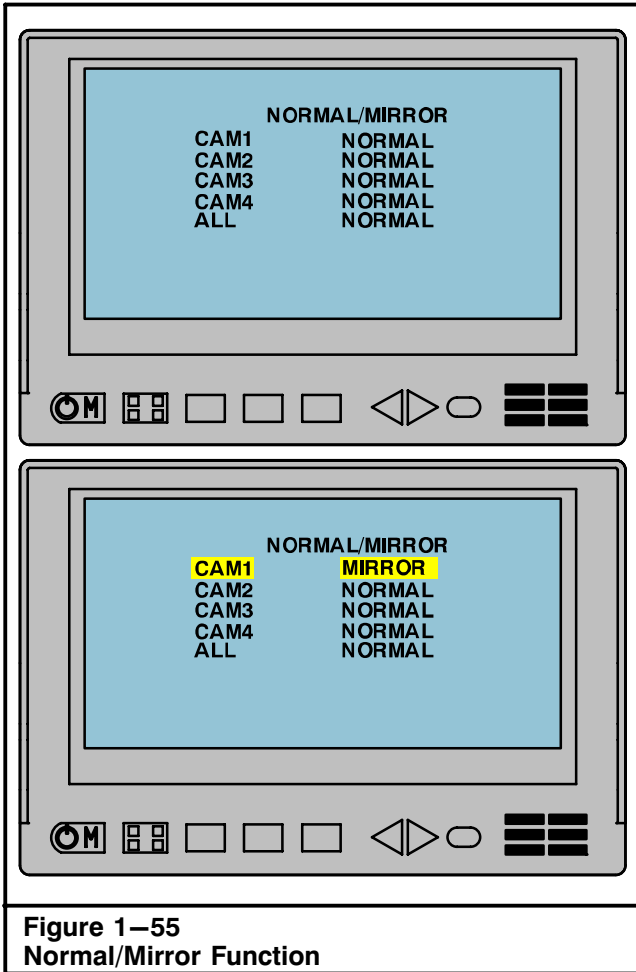 NORMAL/MIRROR
CAM1 NORMAL
CAM2 NORMAL
CAM3 NORMAL
CAM4 NORMAL
ALL NORMAL
M
NORMAL/MIRROR
CAM1 MIRROR
CAM2 NORMAL
CAM3 NORMAL
CAM4 NORMAL
ALL NORMAL
M
Figure 1—55
Normal/Mirror Function